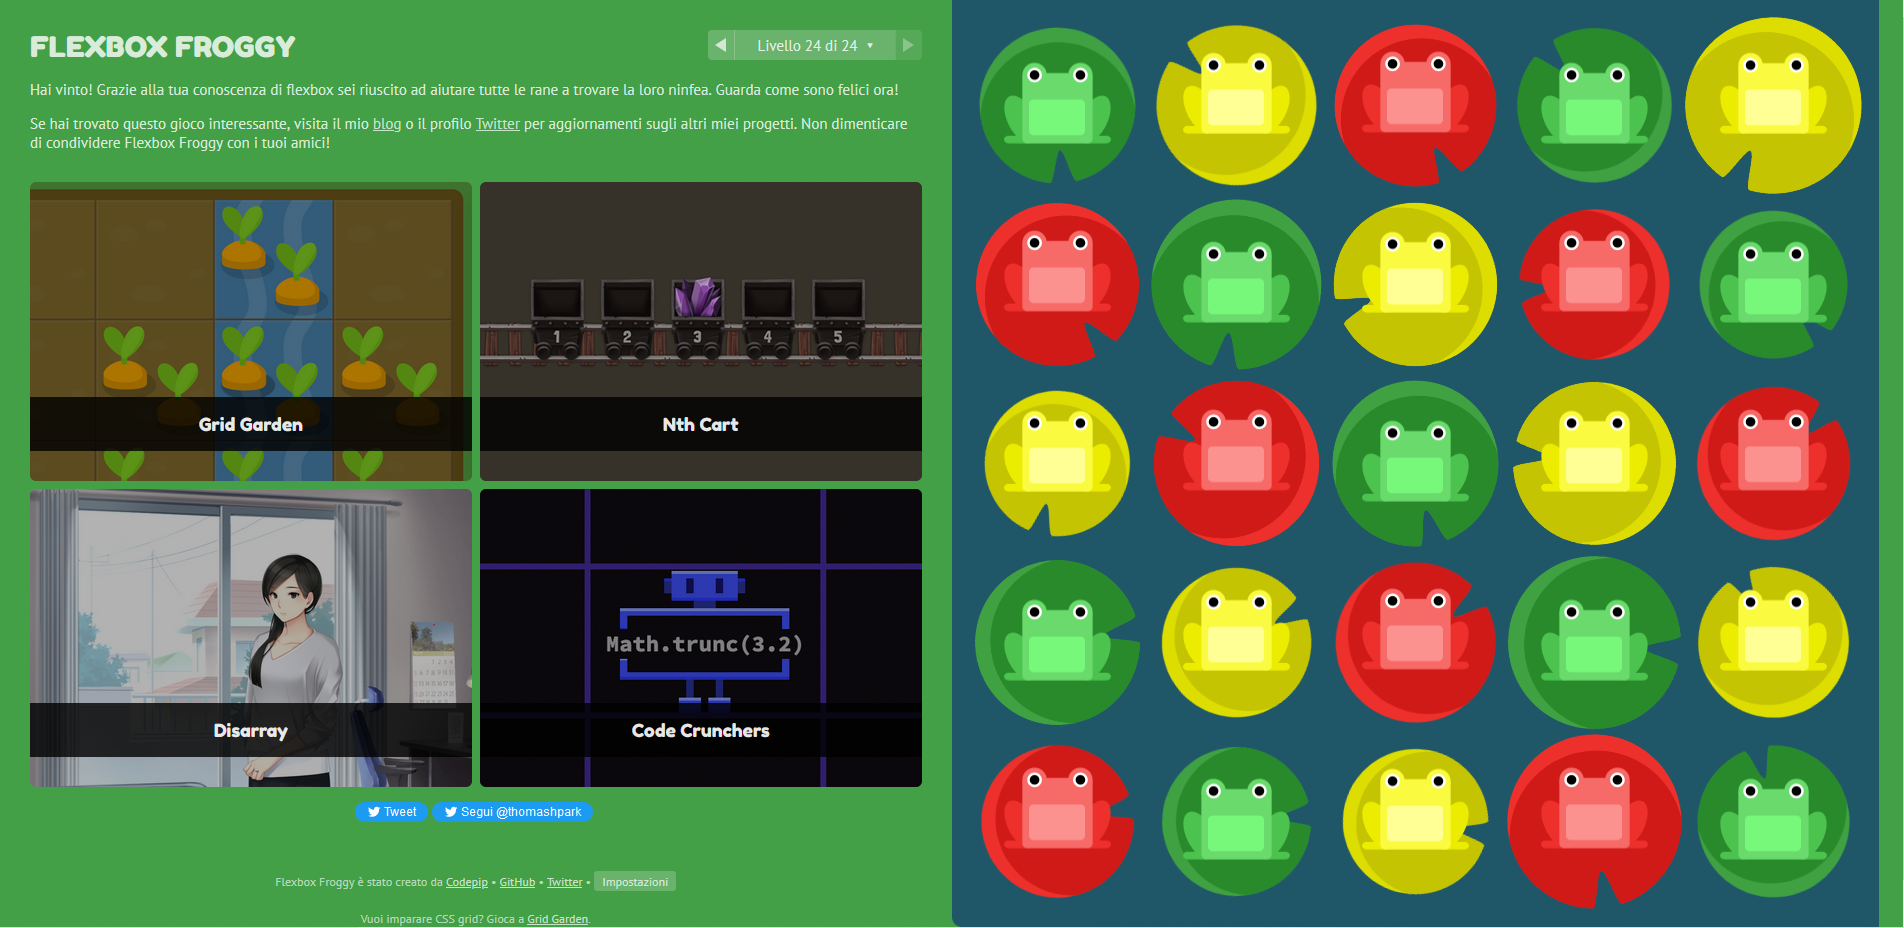 FLEXBOX FROGGY
Livello 24 di 24
Hai vinto! Grazie alla tua conoscenza di flexbox sei riuscito ad aiutare tutte le rane a trovare la loro ninfea. Guarda come sono felici ora!
Se hai trovato questo gioco interessante, visita il mio blog o il profilo Twitter per aggiornamenti sugli altri miei progetti. Non dimenticare
di condividere Flexbox Froggy con i tuoi amici!
Grid Garden
1 2 3 4 5
Nth Cart
Disarray
Math.trunc(3.2)
Code Crunchers
Tweet
Segui @thomashpark
Flexbox Froggy è stato creato da Codepip • GitHub • Twitter • Impostazioni
Vuoi imparare CSS grid? Gioca a Grid Garden.